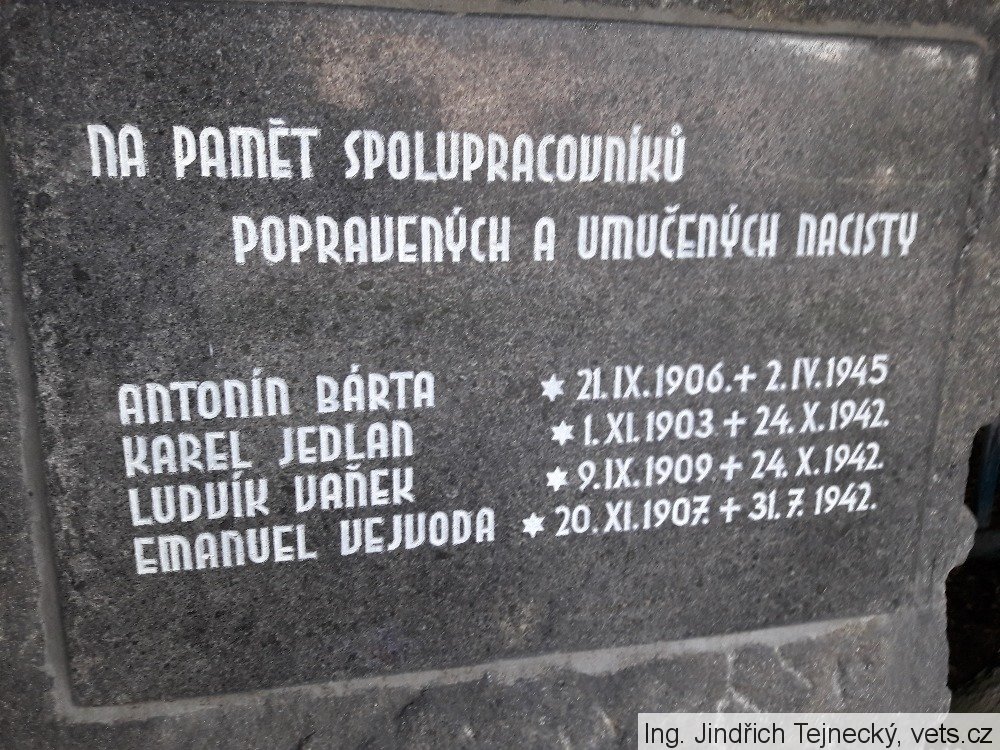 NA PAMĚT SPOLUPRACOVNÍKŮ
POPRAVENÝCH A UMUČENÝCH NACISTY
ANTONÍN BÁRTA ★ 21. IX. 1906. + 2. IV. 1945
KAREL JEDLAN ★ 1. XI. 1903 + 24. X. 1942.
LUDVÍK VAŇEK ★ 9. IX. 1909 + 24. X. 1942.
EMANUEL VEJVODA ★ 20. XI. 1907. + 31. 7. 1942.
Ing. Jindřich Tejnecký, vets.cz